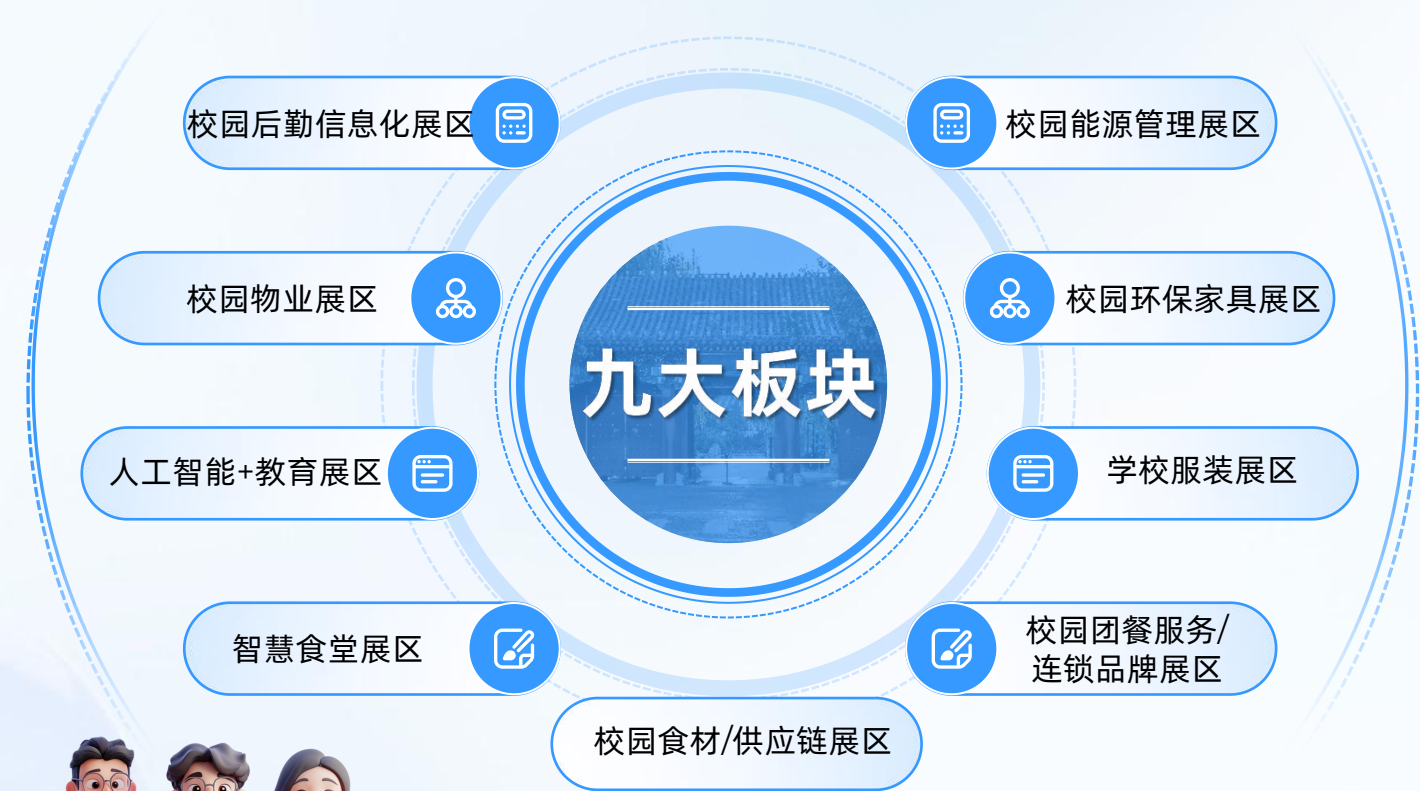 校园后勤信息化展区
校园能源管理展区
校园物业展区
校园环保家具展区
九大板块
人工智能+教育展区
学校服装展区
智慧食堂展区
校园团餐服务/
连锁品牌展区
校园食材/供应链展区